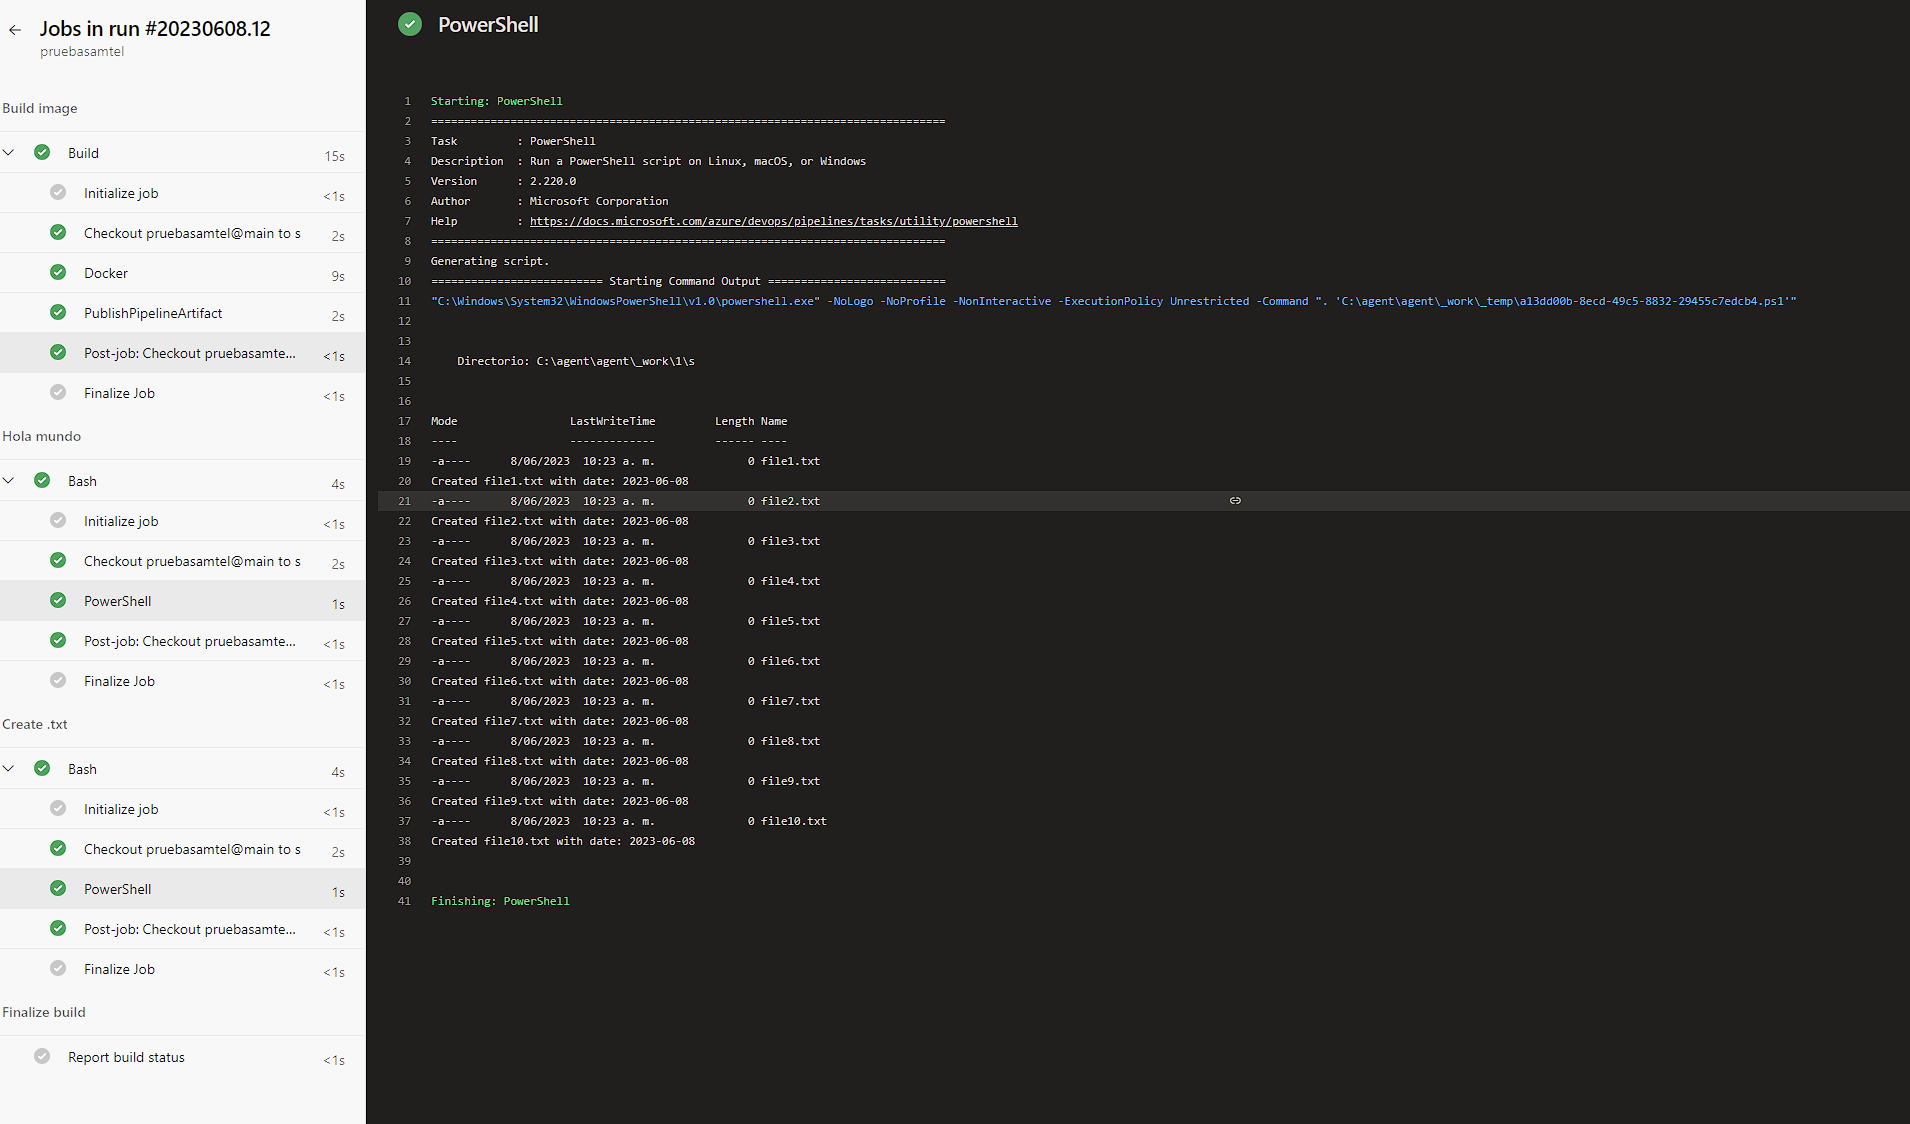 Jobs in run #20230608.12
pruebasamtel
Build image
Build 15s
Initialize job <1s
Checkout pruebasamtel@main to s 2s
Docker 9s
PublishPipelineArtifact 2s
Post-job: Checkout pruebasamte... <1s
Finalize Job <1s
Hola mundo
Bash 4s
Initialize job <1s
Checkout pruebasamtel@main to s 2s
PowerShell 1s
Post-job: Checkout pruebasamte... <1s
Finalize Job <1s
Create .txt
Bash 4s
Initialize job <1s
Checkout pruebasamtel@main to s 2s
PowerShell 1s
Post-job: Checkout pruebasamte... <1s
Finalize Job <1s
Finalize build
Report build status <1s
PowerShell
1 Starting: PowerShell
2 ==============================================================================
3 Task         : PowerShell
4 Description  : Run a PowerShell script on Linux, macOS, or Windows
5 Version      : 2.220.0
6 Author       : Microsoft Corporation
7 Help         : https://docs.microsoft.com/azure/devops/pipelines/tasks/utility/powershell
8 ==============================================================================
9 Generating script.
10 ========================== Starting Command Output ===========================
11 "C:\Windows\System32\WindowsPowerShell\v1.0\powershell.exe" -NoLogo -NoProfile -NonInteractive -ExecutionPolicy Unrestricted -Command ". 'C:\agent\agent\_work\_temp\a13dd00b-8ecd-49c5-8832-29455c7edcb4.ps1'"
12
13
14     Directorio: C:\agent\agent\_work\1\s
15
16
17 Mode                 LastWriteTime         Length Name
18 ----                 -------------         ------ ----
19 -a----      8/06/2023  10:23 a. m.              0 file1.txt
20 Created file1.txt with date: 2023-06-08
21 -a----      8/06/2023  10:23 a. m.              0 file2.txt
22 Created file2.txt with date: 2023-06-08
23 -a----      8/06/2023  10:23 a. m.              0 file3.txt
24 Created file3.txt with date: 2023-06-08
25 -a----      8/06/2023  10:23 a. m.              0 file4.txt
26 Created file4.txt with date: 2023-06-08
27 -a----      8/06/2023  10:23 a. m.              0 file5.txt
28 Created file5.txt with date: 2023-06-08
29 -a----      8/06/2023  10:23 a. m.              0 file6.txt
30 Created file6.txt with date: 2023-06-08
31 -a----      8/06/2023  10:23 a. m.              0 file7.txt
32 Created file7.txt with date: 2023-06-08
33 -a----      8/06/2023  10:23 a. m.              0 file8.txt
34 Created file8.txt with date: 2023-06-08
35 -a----      8/06/2023  10:23 a. m.              0 file9.txt
36 Created file9.txt with date: 2023-06-08
37 -a----      8/06/2023  10:23 a. m.              0 file10.txt
38 Created file10.txt with date: 2023-06-08
39
40
41 Finishing: PowerShell